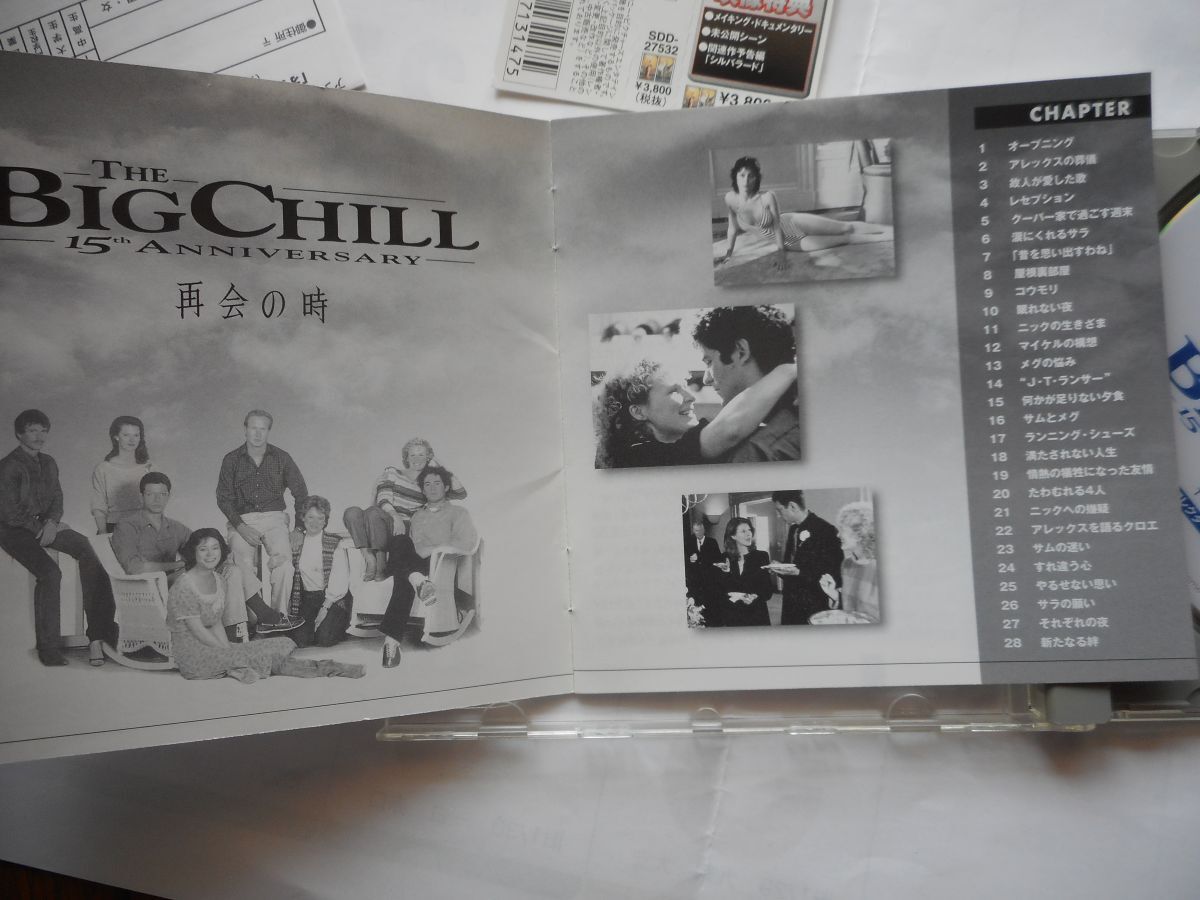 ・女
中高生
大学生
●御住所 〒
7131475
SDD-
27532
¥3,800
(税抜)
●メイキング・ドキュメンタリー
●未公開シーン
●関連作予告編
「シルバラード」
THE
BIG CHILL
15th ANNIVERSARY
再会の時
CHAPTER
1 オープニング
2 アレックスの葬儀
3 故人が愛した歌
4 レセプション
5 クーパー家で過ごす週末
6 涙にくれるサラ
7 「昔を思い出すわね」
8 屋根裏部屋
9 コウモリ
10 眠れない夜
11 ニックの生きざま
12 マイケルの構想
13 メグの悩み
14 “J・T・ランサー”
15 何かが足りない夕食
16 サムとメグ
17 ランニング・シューズ
18 満たされない人生
19 情熱の犠牲になった友情
20 たわむれる4人
21 ニックへの嫌疑
22 アレックスを語るクロエ
23 サムの迷い
24 すれ違う心
25 やるせない思い
26 サラの願い
27 それぞれの夜
28 新たなる絆
B
15